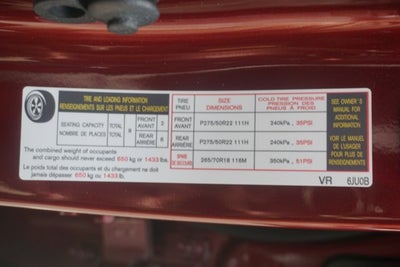 TIRE AND LOADING INFORMATION
RENSEIGNEMENTS SUR LES PNEUS ET LE CHARGEMENT
SEATING CAPACITY TOTAL 8 FRONT AVANT 2
NOMBRE DE PLACES TOTAL REAR ARRIÈRE 6
The combined weight of occupants
and cargo should never exceed 650 kg or 1433 lbs.
Le poids total des occupants et du chargement ne doit
jamais dépasser 650 kg ou 1433 lb.
TIRE PNEU SIZE DIMENSIONS COLD TIRE PRESSURE PRESSION DES PNEUS À FROID
FRONT AVANT P275/50R22 111H 240kPa, 35PSI
REAR ARRIÈRE P275/50R22 111H 240kPa, 35PSI
SPARE DE SECOURS 265/70R18 116M 350kPa, 51PSI
SEE OWNER'S
MANUAL FOR
ADDITIONAL
INFORMATION
VOIR LE MANUEL
DE L'USAGER
POUR PLUS DE
RENSEIGNEMENTS
VR 6JU0B